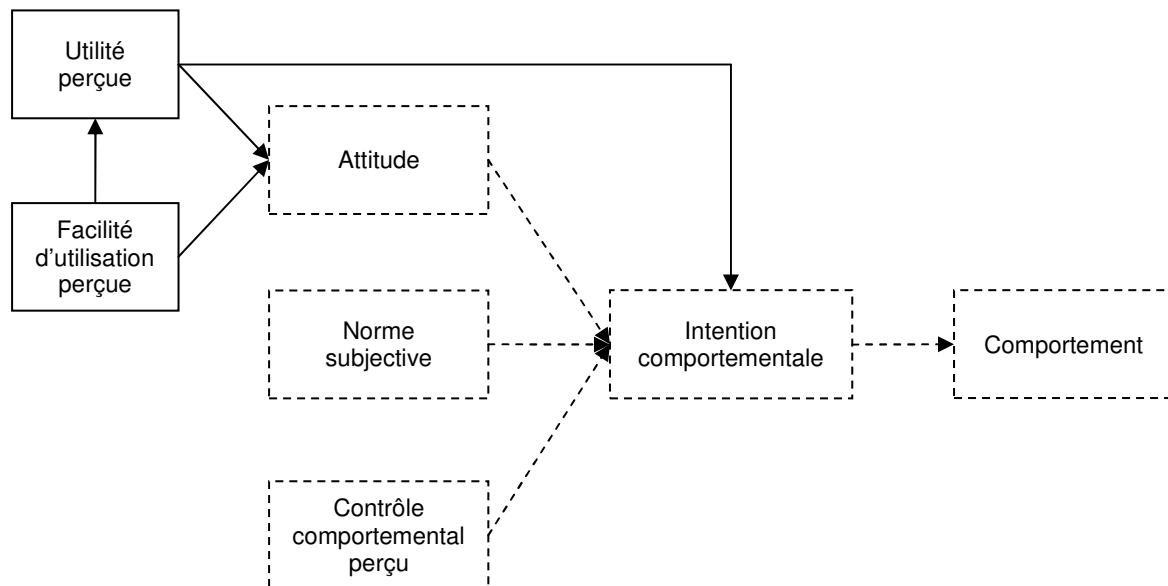 Utilité
perçue
Attitude
Facilité
d'utilisation
perçue
Norme
subjective
Intention
comportementale
Comportement
Contrôle
comportemental
perçu